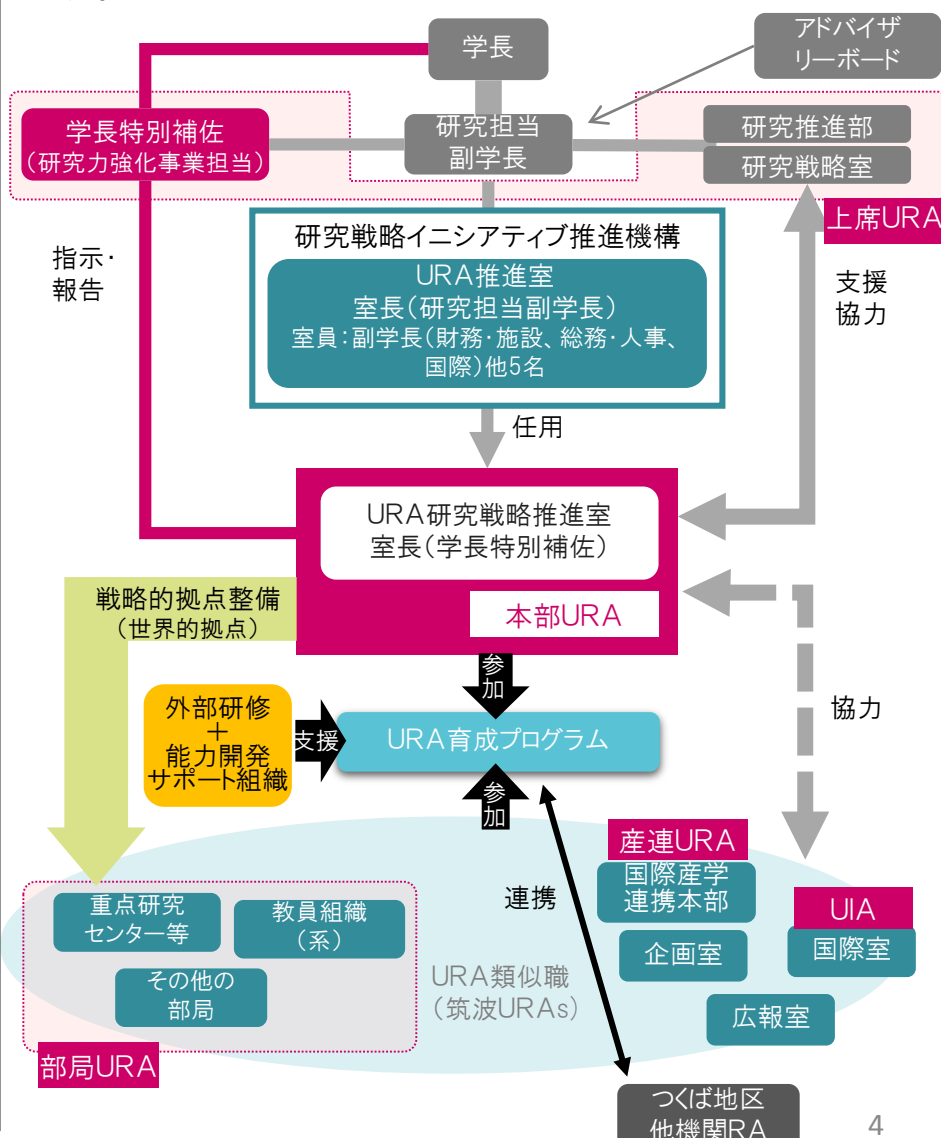 学長
アドバイザ
リーボード
学長特別補佐
(研究力強化事業担当)
研究担当
副学長
研究推進部
研究戦略室
上席URA
指示・
報告
研究戦略イニシアティブ推進機構
URA推進室
室長(研究担当副学長)
室員:副学長(財務・施設、総務・人事、
国際)他5名
支援
協力
任用
URA研究戦略推進室
室長(学長特別補佐)
本部URA
戦略的拠点整備
(世界的拠点)
参
加
外部研修
+
能力開発
サポート組織
支援
URA育成プログラム
協力
参
加
産連URA
国際産学
連携本部
連携
UIA
国際室
企画室
広報室
重点研究
センター等
教員組織
(系)
その他の
部局
URA類似職
(筑波URAs)
部局URA
つくば地区
他機関RA
4